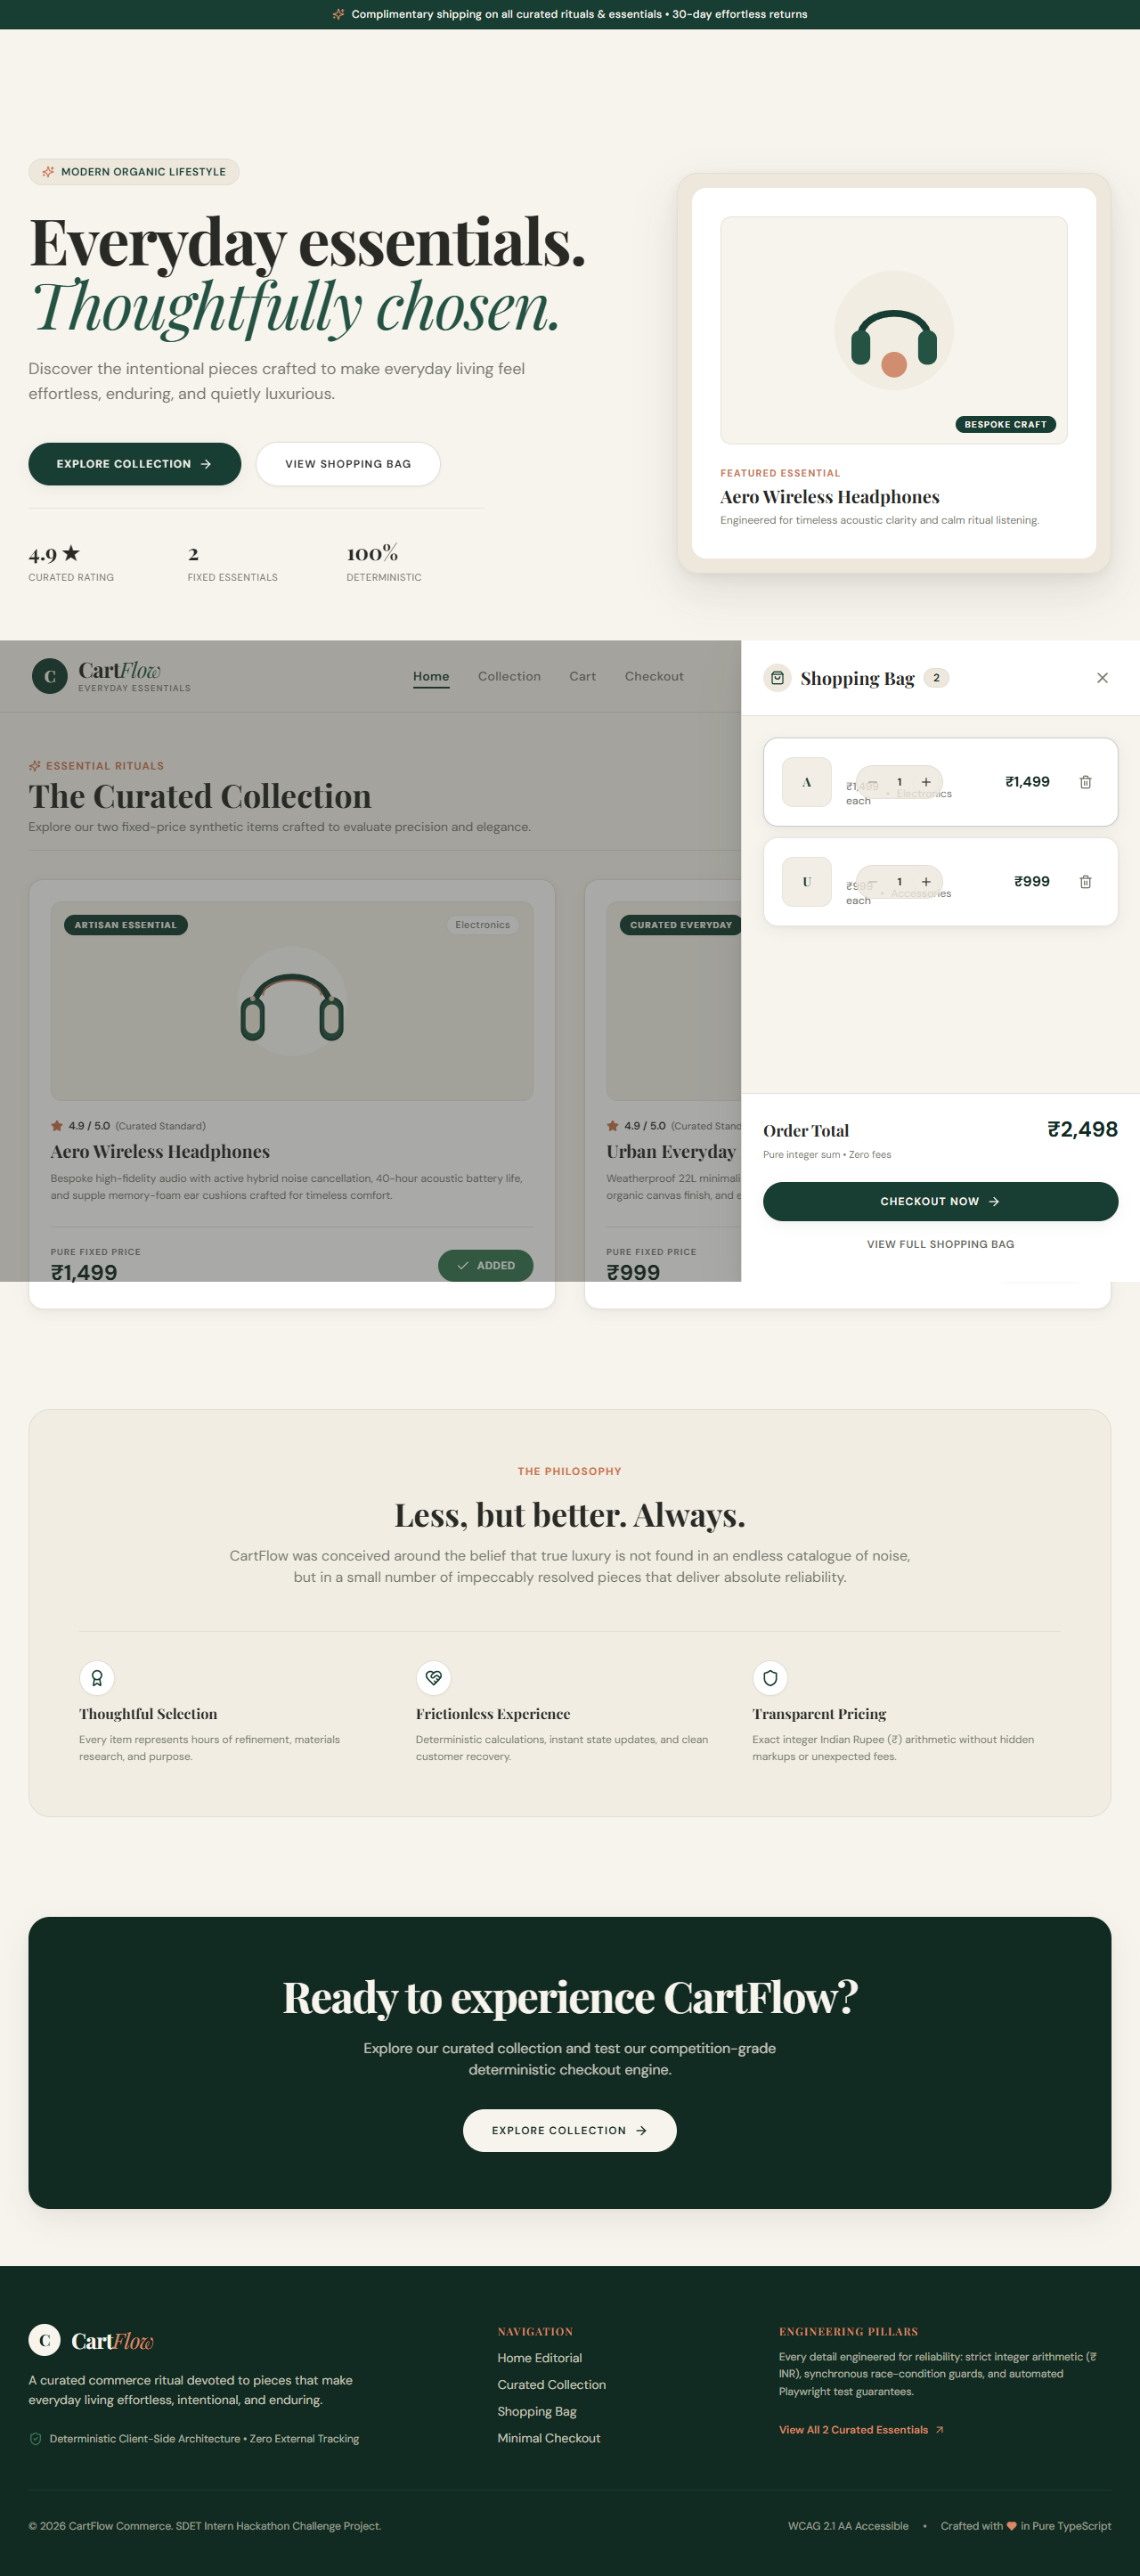 Complimentary shipping on all curated rituals & essentials • 30-day effortless returns
MODERN ORGANIC LIFESTYLE
Everyday essentials.
Thoughtfully chosen.
Discover the intentional pieces crafted to make everyday living feel
effortless, enduring, and quietly luxurious.
EXPLORE COLLECTION →
VIEW SHOPPING BAG
4.9 ★
CURATED RATING
2
FIXED ESSENTIALS
100%
DETERMINISTIC
BESPOKE CRAFT
FEATURED ESSENTIAL
Aero Wireless Headphones
Engineered for timeless acoustic clarity and calm ritual listening.
C
CartFlow
EVERYDAY ESSENTIALS
Home
Collection
Cart
Checkout
ESSENTIAL RITUALS
The Curated Collection
Explore our two fixed-price synthetic items crafted to evaluate precision and elegance.
ARTISAN ESSENTIAL
Electronics
4.9 / 5.0 (Curated Standard)
Aero Wireless Headphones
Bespoke high-fidelity audio with active hybrid noise cancellation, 40-hour acoustic battery life,
and supple memory-foam ear cushions crafted for timeless comfort.
PURE FIXED PRICE
₹1,499
ADDED
CURATED EVERYDAY
4.9 / 5.0 (Curated Stand
Urban Everyday
Weatherproof 22L minimali
organic canvas finish, and e
PURE FIXED PRICE
₹999
Shopping Bag 2
A
₹1,499 • Electronics
each
− 1 +
₹1,499
U
₹999 • Accessories
each
− 1 +
₹999
Order Total
₹2,498
Pure integer sum • Zero fees
CHECKOUT NOW →
VIEW FULL SHOPPING BAG
THE PHILOSOPHY
Less, but better. Always.
CartFlow was conceived around the belief that true luxury is not found in an endless catalogue of noise,
but in a small number of impeccably resolved pieces that deliver absolute reliability.
Thoughtful Selection
Every item represents hours of refinement, materials
research, and purpose.
Frictionless Experience
Deterministic calculations, instant state updates, and clean
customer recovery.
Transparent Pricing
Exact integer Indian Rupee (₹) arithmetic without hidden
markups or unexpected fees.
Ready to experience CartFlow?
Explore our curated collection and test our competition-grade
deterministic checkout engine.
EXPLORE COLLECTION →
C
CartFlow
A curated commerce ritual devoted to pieces that make
everyday living effortless, intentional, and enduring.
Deterministic Client-Side Architecture • Zero External Tracking
NAVIGATION
Home Editorial
Curated Collection
Shopping Bag
Minimal Checkout
ENGINEERING PILLARS
Every detail engineered for reliability: strict integer arithmetic (₹
INR), synchronous race-condition guards, and automated
Playwright test guarantees.
View All 2 Curated Essentials ↗
© 2026 CartFlow Commerce. SDET Intern Hackathon Challenge Project.
WCAG 2.1 AA Accessible • Crafted with ♥ in Pure TypeScript